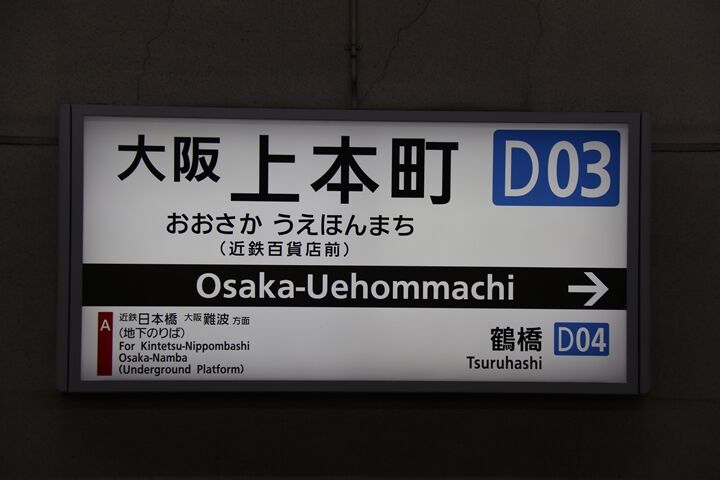 大阪 上本町 D03
おおさか うえほんまち
(近鉄百貨店前)
Osaka-Uehommachi →
A 近鉄日本橋 大阪難波 方面
(地下のりば)
For Kintetsu-Nippombashi
Osaka-Namba
(Underground Platform)
鶴橋 D04
Tsuruhashi